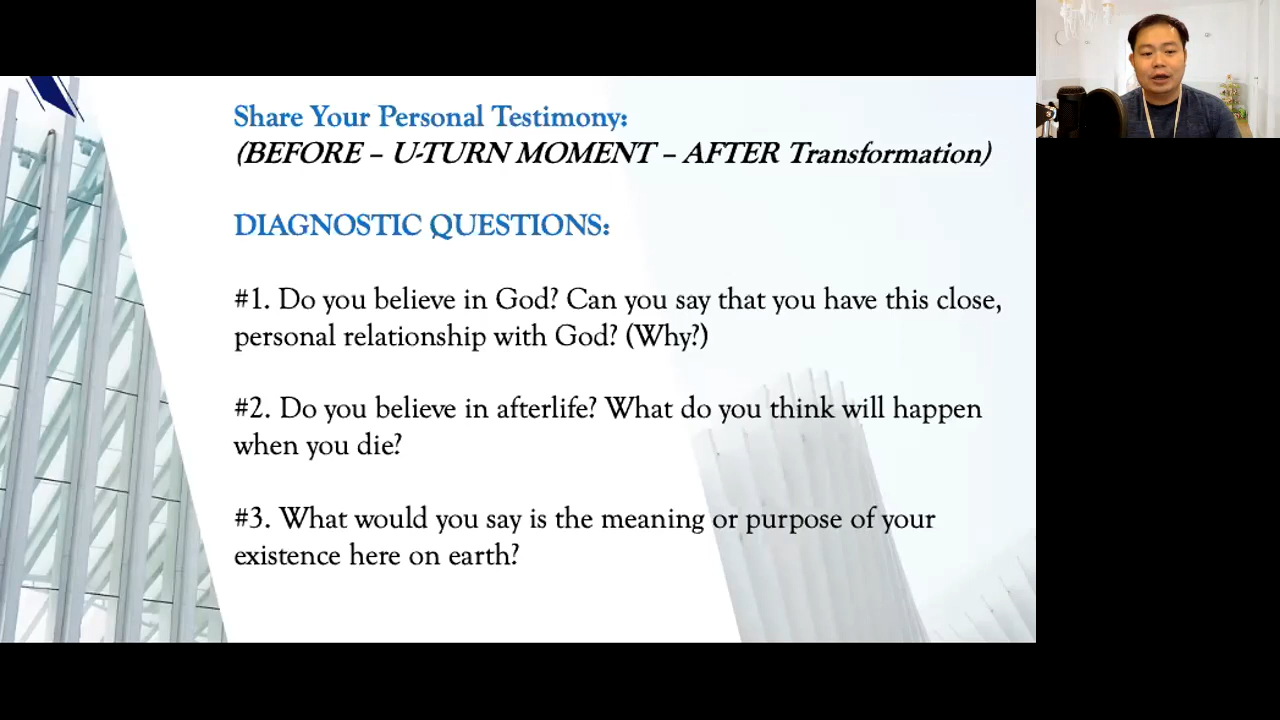 Share Your Personal Testimony:
(BEFORE – U-TURN MOMENT – AFTER Transformation)
DIAGNOSTIC QUESTIONS:
#1. Do you believe in God? Can you say that you have this close,
personal relationship with God? (Why?)
#2. Do you believe in afterlife? What do you think will happen
when you die?
#3. What would you say is the meaning or purpose of your
existence here on earth?